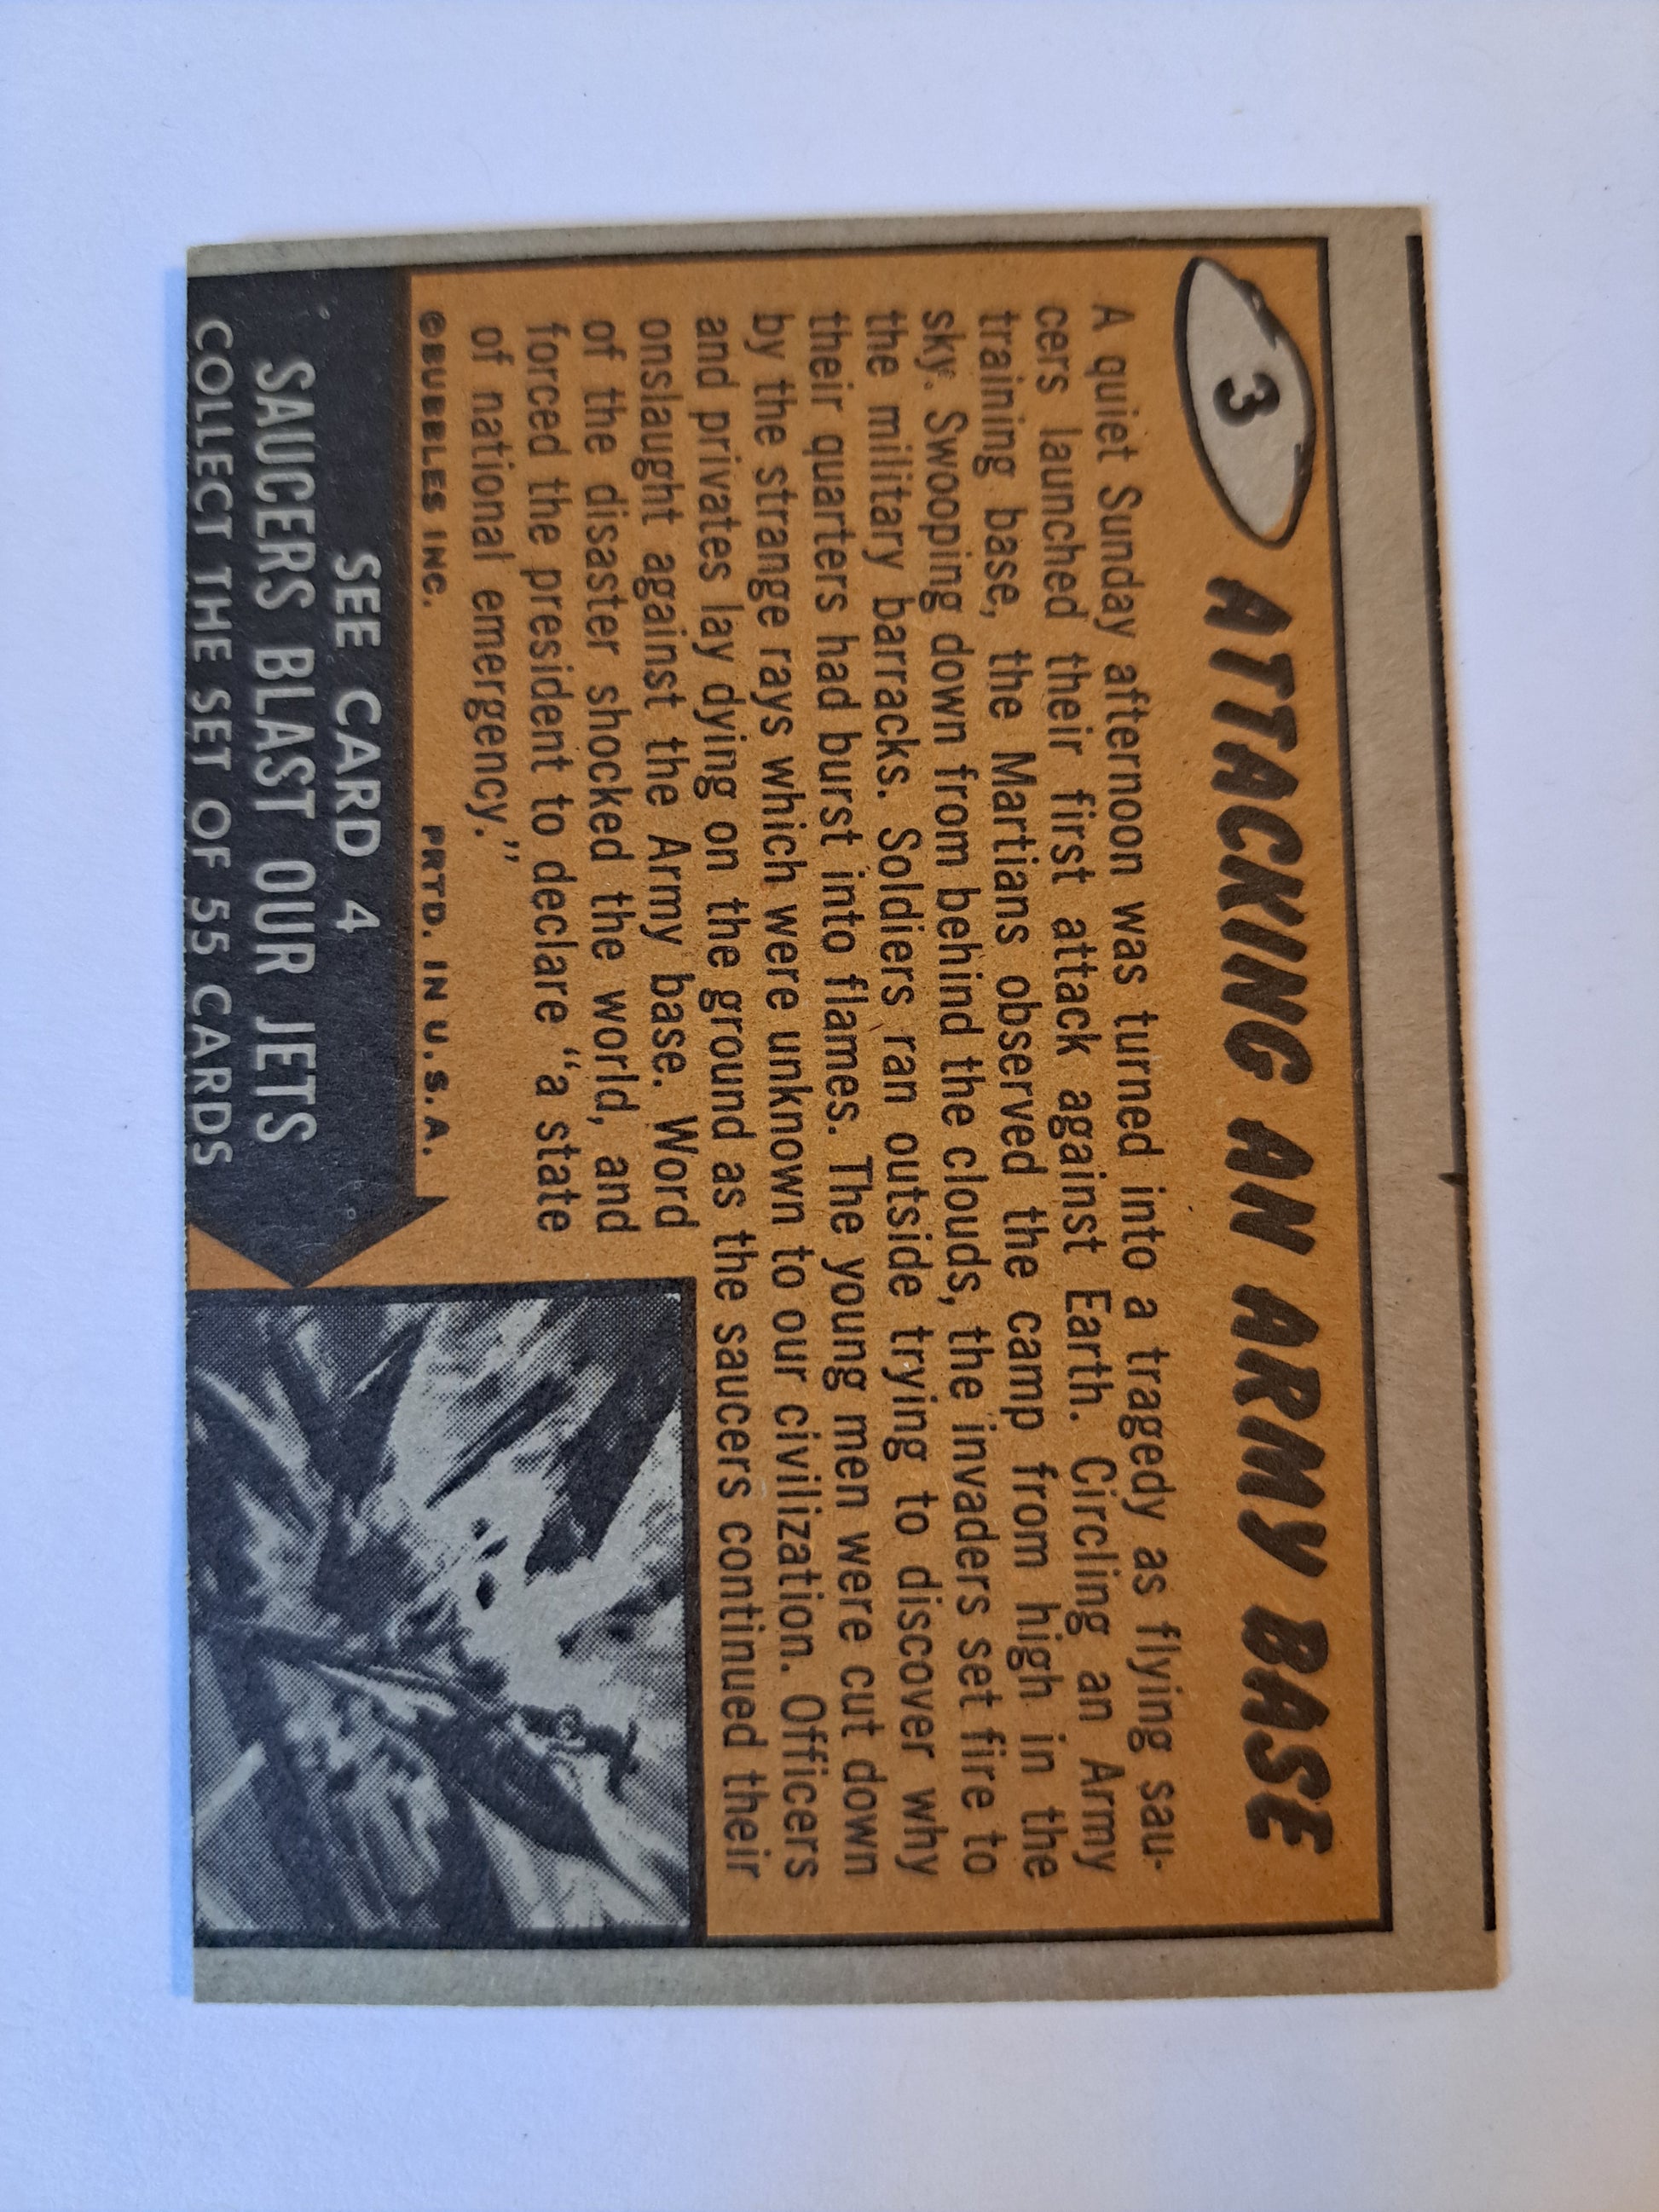 3
ATTACKING AN ARMY BASE
A quiet Sunday afternoon was turned into a tragedy as flying sau-
cers launched their first attack against Earth. Circling an Army
training base, the Martians observed the camp from high in the
sky. Swooping down from behind the clouds, the invaders set fire to
the military barracks. Soldiers ran outside trying to discover why
their quarters had burst into flames. The young men were cut down
by the strange rays which were unknown to our civilization. Officers
and privates lay dying on the ground as the saucers continued their
onslaught against the Army base. Word
of the disaster shocked the world, and
forced the president to declare “a state
of national emergency.”
©BUBBLES INC. PRTD. IN U.S.A.
SEE CARD 4
SAUCERS BLAST OUR JETS
COLLECT THE SET OF 55 CARDS